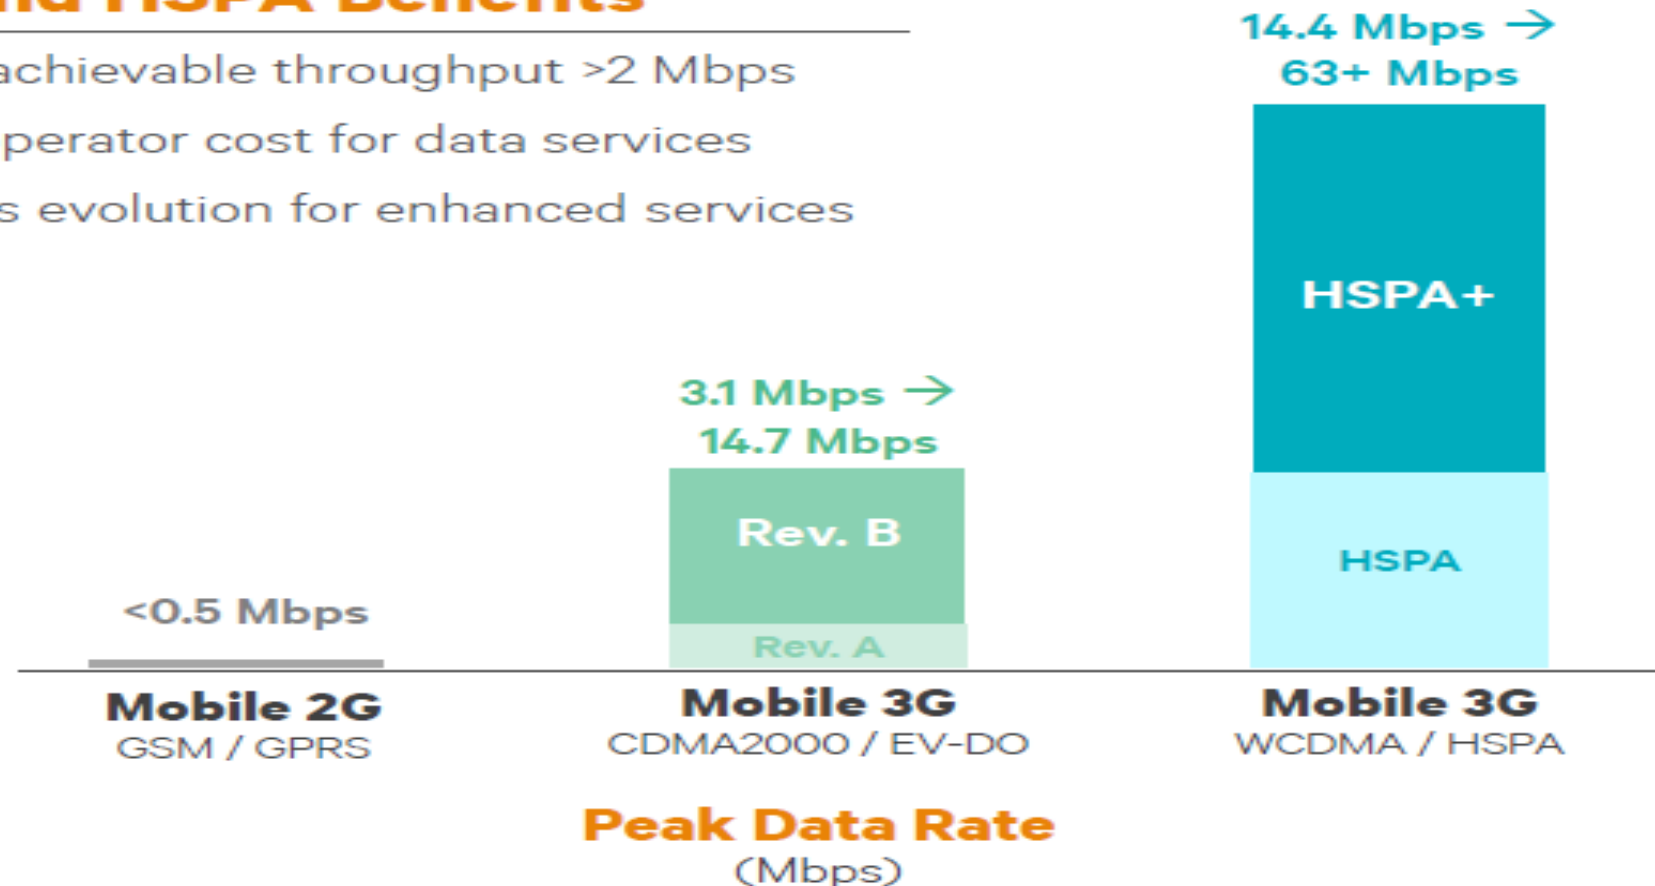 HSPA Benefits
achievable throughput >2 Mbps
cost for data services
evolution for enhanced services
14.4 Mbps →
63+ Mbps
HSPA+
HSPA
3.1 Mbps →
14.7 Mbps
Rev. B
Rev. A
<0.5 Mbps
Mobile 2G
GSM / GPRS
Mobile 3G
CDMA2000 / EV-DO
Mobile 3G
WCDMA / HSPA
Peak Data Rate
(Mbps)